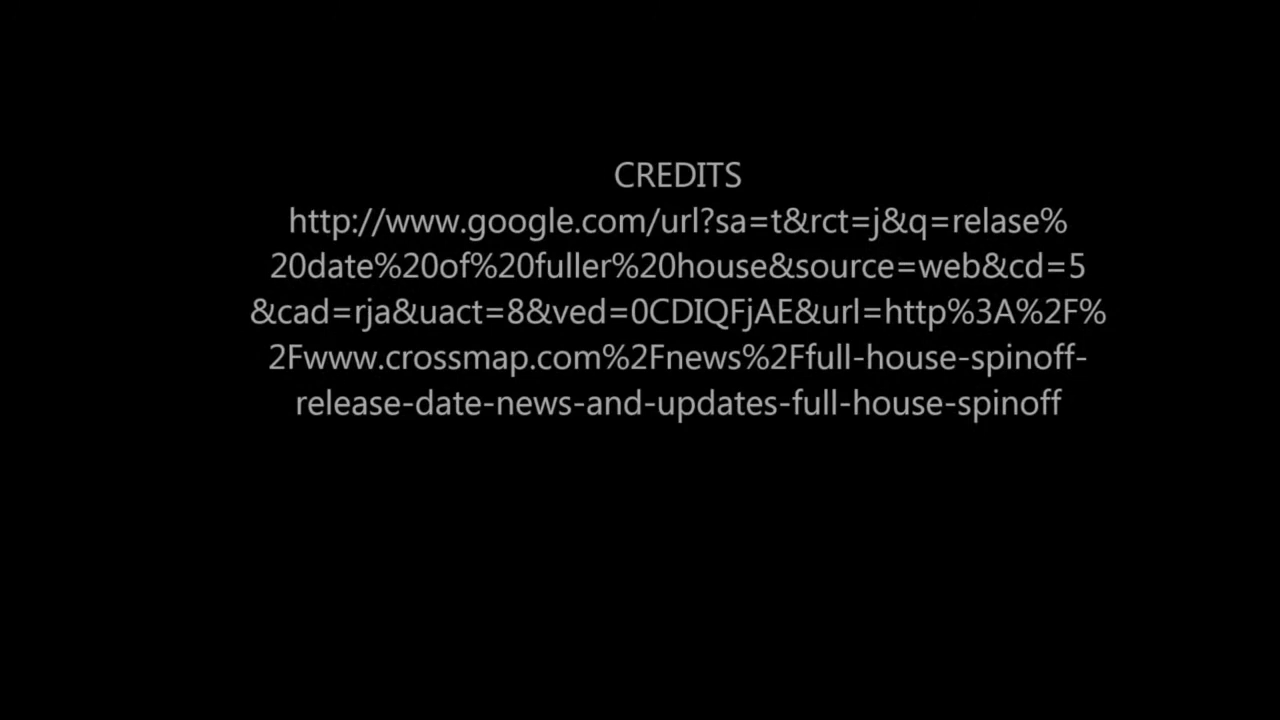 CREDITS
http://www.google.com/url?sa=t&rct=j&q=relase%
20date%20of%20fuller%20house&source=web&cd=5
&cad=rja&uact=8&ved=0CDIQFjAE&url=http%3A%2F%
2Fwww.crossmap.com%2Fnews%2Ffull-house-spinoff-
release-date-news-and-updates-full-house-spinoff